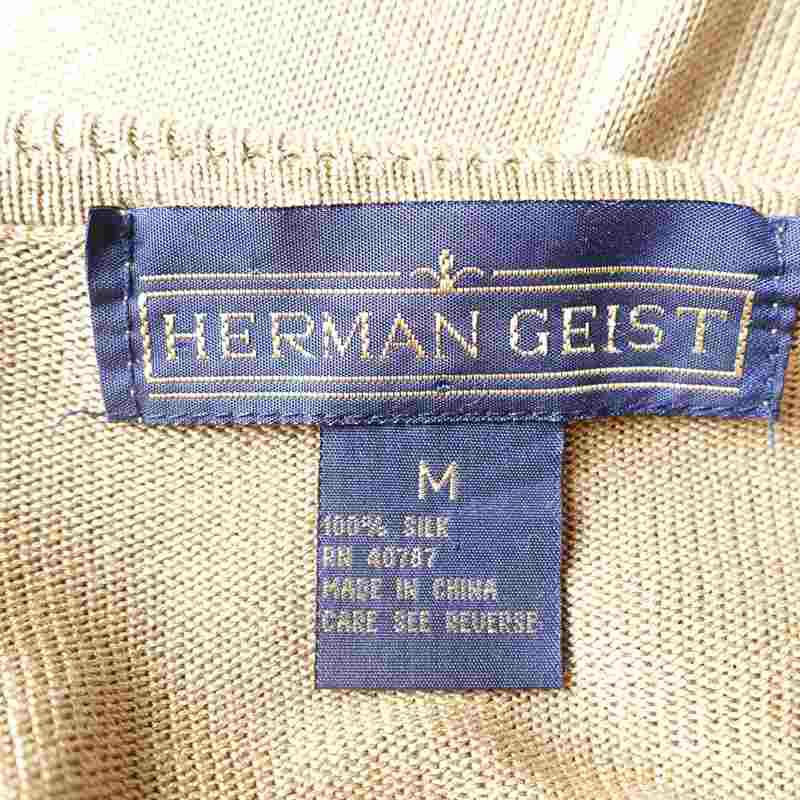 HERMAN GEIST
M
100% SILK
RN 40787
MADE IN CHINA
CARE SEE REVERSE